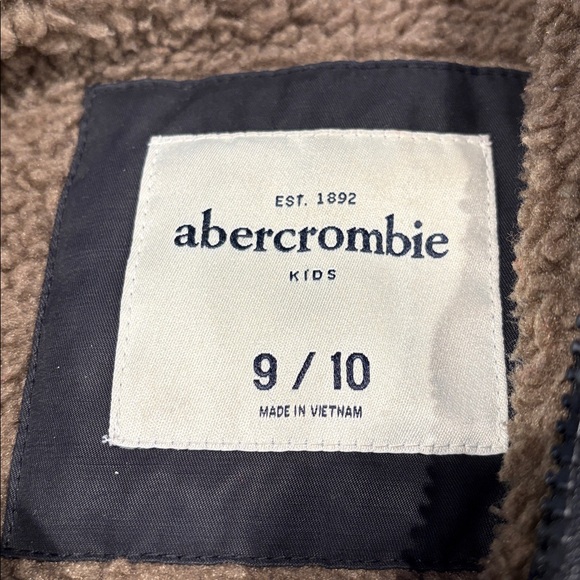 EST. 1892
abercrombie
KIDS
9 / 10
MADE IN VIETNAM